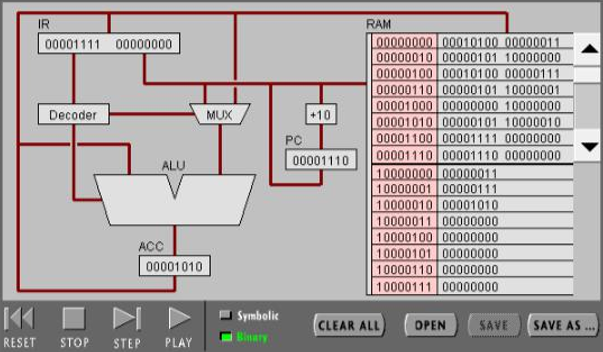 IR
RAM
00001111 00000000
00000000 00010100 00000011
00000010 00000101 10000000
00000100 00010100 00000111
00000110 00000101 10000001
00001000 00000000 10000000
00001010 00000101 10000010
00001100 00001111 00000000
00001110 00001110 00000000
Decoder
MUX
+10
PC
00001110
ALU
10000000 00000011
10000001 00000111
10000010 00001010
10000011 00000000
10000100 00000000
10000101 00000000
10000110 00000000
10000111 00000000
ACC
00001010
RESET
STOP
STEP
PLAY
Symbolic
Binary
CLEAR ALL
OPEN
SAVE
SAVE AS ...